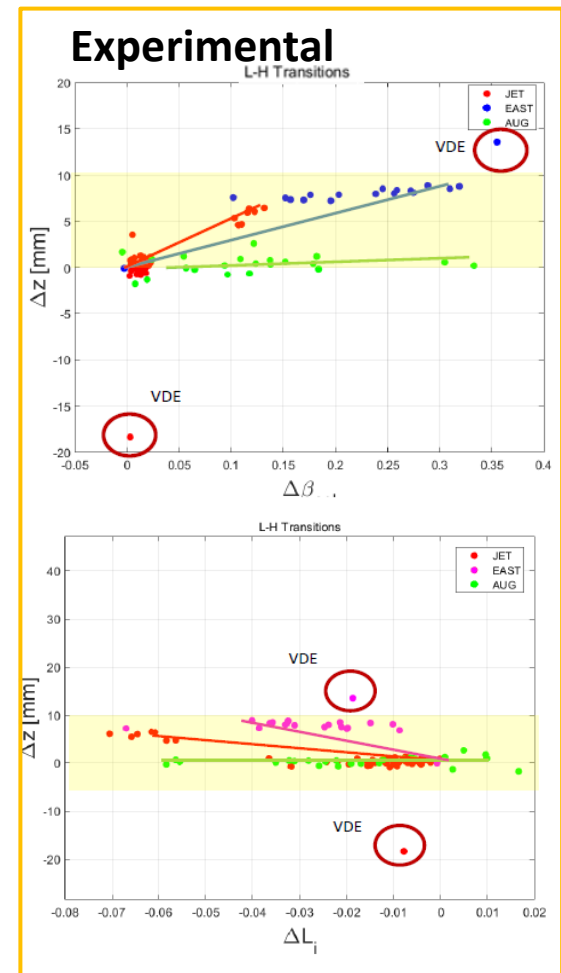 Experimental
L-H Transitions
JET
EAST
AUG
VDE
20
15
10
5
0
-5
-10
-15
-20
Δz [mm]
VDE
-0.05
0
0.05
0.1
0.15
0.2
0.25
0.3
0.35
0.4
Δβ
L-H Transitions
JET
EAST
AUG
40
30
20
10
0
-10
-20
Δz [mm]
VDE
VDE
-0.08
-0.07
-0.06
-0.05
-0.04
-0.03
-0.02
-0.01
0
0.01
0.02
ΔLi